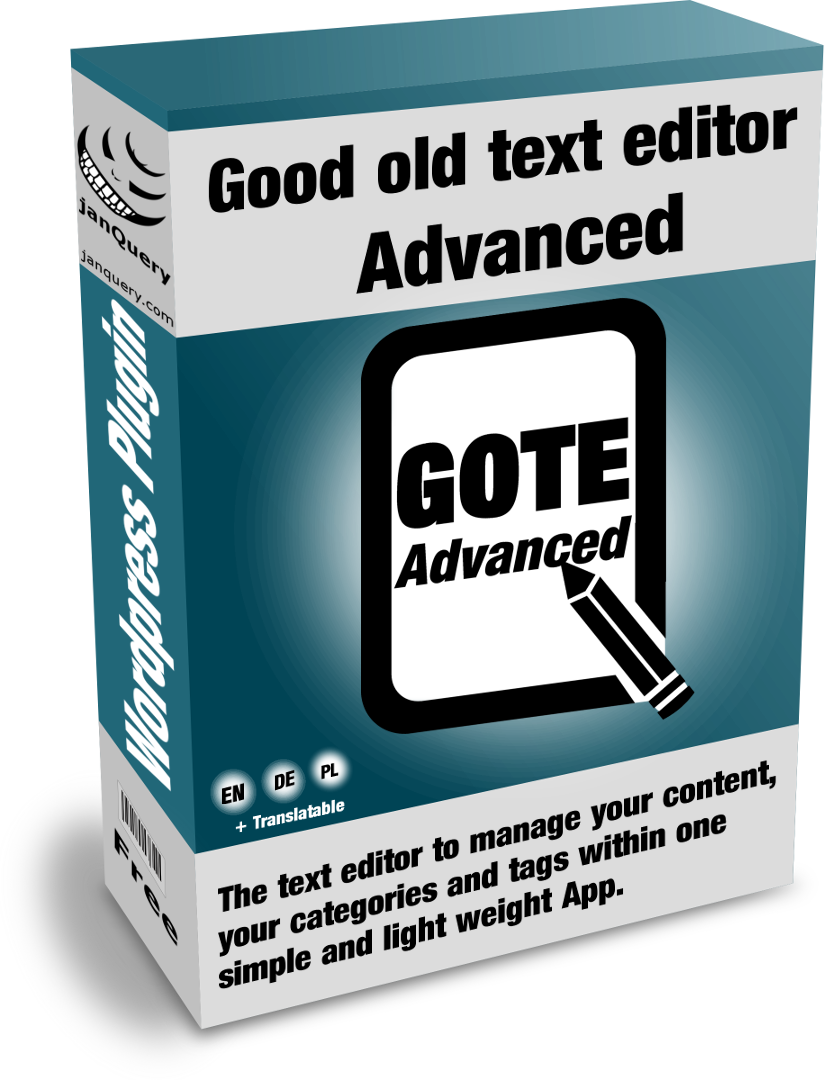 Good old text editor
Advanced
janQuery
janquery.com
Wordpress Plugin
Free
GOTE
Advanced
EN DE PL
+ Translatable
The text editor to manage your content,
your categories and tags within one
simple and light weight App.